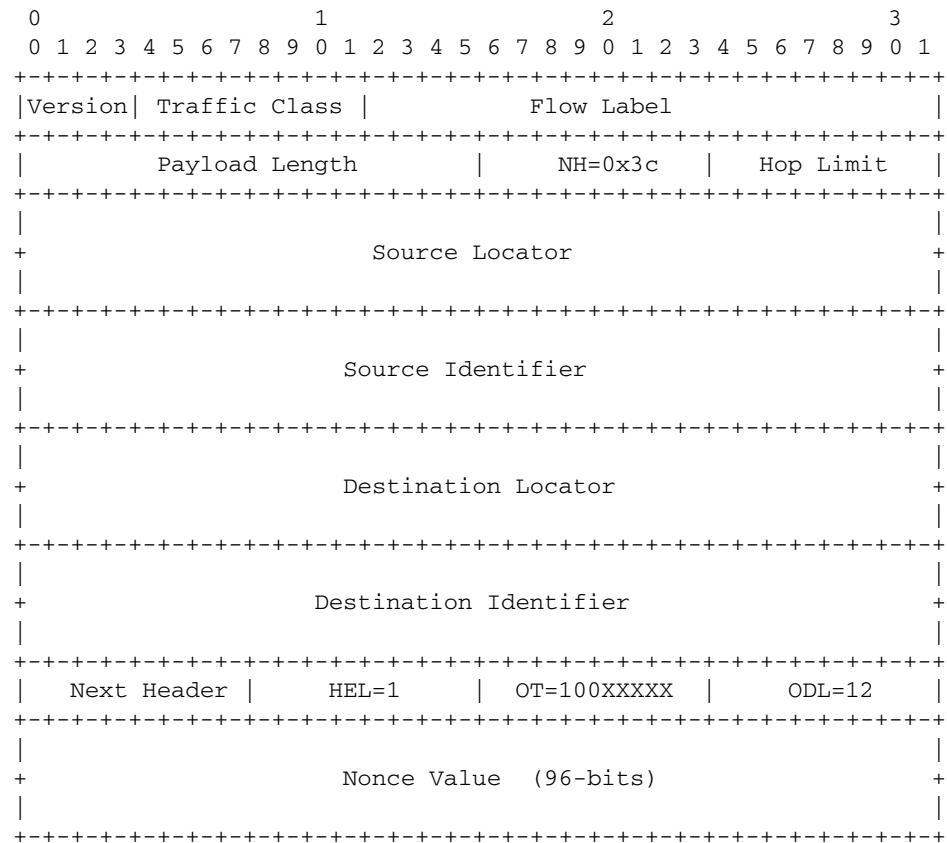 0                   1                   2                   3
 0 1 2 3 4 5 6 7 8 9 0 1 2 3 4 5 6 7 8 9 0 1 2 3 4 5 6 7 8 9 0 1
+-+-+-+-+-+-+-+-+-+-+-+-+-+-+-+-+-+-+-+-+-+-+-+-+-+-+-+-+-+-+-+-+
|Version| Traffic Class |           Flow Label                  |
+-+-+-+-+-+-+-+-+-+-+-+-+-+-+-+-+-+-+-+-+-+-+-+-+-+-+-+-+-+-+-+-+
|         Payload Length        |     NH=0x3c   |   Hop Limit   |
+-+-+-+-+-+-+-+-+-+-+-+-+-+-+-+-+-+-+-+-+-+-+-+-+-+-+-+-+-+-+-+-+
|                                                               |
+                        Source Locator                         +
|                                                               |
+-+-+-+-+-+-+-+-+-+-+-+-+-+-+-+-+-+-+-+-+-+-+-+-+-+-+-+-+-+-+-+-+
|                                                               |
+                      Source Identifier                        +
|                                                               |
+-+-+-+-+-+-+-+-+-+-+-+-+-+-+-+-+-+-+-+-+-+-+-+-+-+-+-+-+-+-+-+-+
|                                                               |
+                      Destination Locator                      +
|                                                               |
+-+-+-+-+-+-+-+-+-+-+-+-+-+-+-+-+-+-+-+-+-+-+-+-+-+-+-+-+-+-+-+-+
|                                                               |
+                    Destination Identifier                     +
|                                                               |
+-+-+-+-+-+-+-+-+-+-+-+-+-+-+-+-+-+-+-+-+-+-+-+-+-+-+-+-+-+-+-+-+
|   Next Header |     HEL=1     |  OT=100XXXXX  |     ODL=12    |
+-+-+-+-+-+-+-+-+-+-+-+-+-+-+-+-+-+-+-+-+-+-+-+-+-+-+-+-+-+-+-+-+
|                                                               |
+                      Nonce Value  (96-bits)                   +
|                                                               |
+-+-+-+-+-+-+-+-+-+-+-+-+-+-+-+-+-+-+-+-+-+-+-+-+-+-+-+-+-+-+-+-+